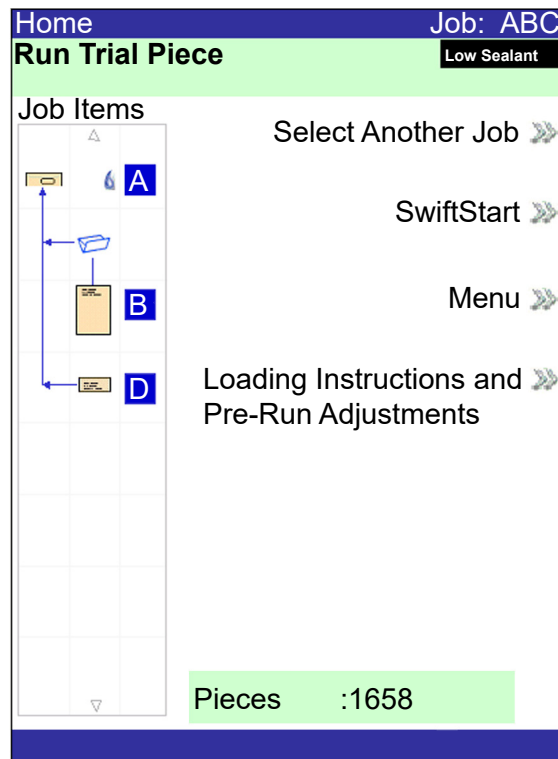 Home Job: ABC
Run Trial Piece Low Sealant
Job Items
Select Another Job
A
SwiftStart
B
Menu
D
Loading Instructions and
Pre-Run Adjustments
Pieces :1658